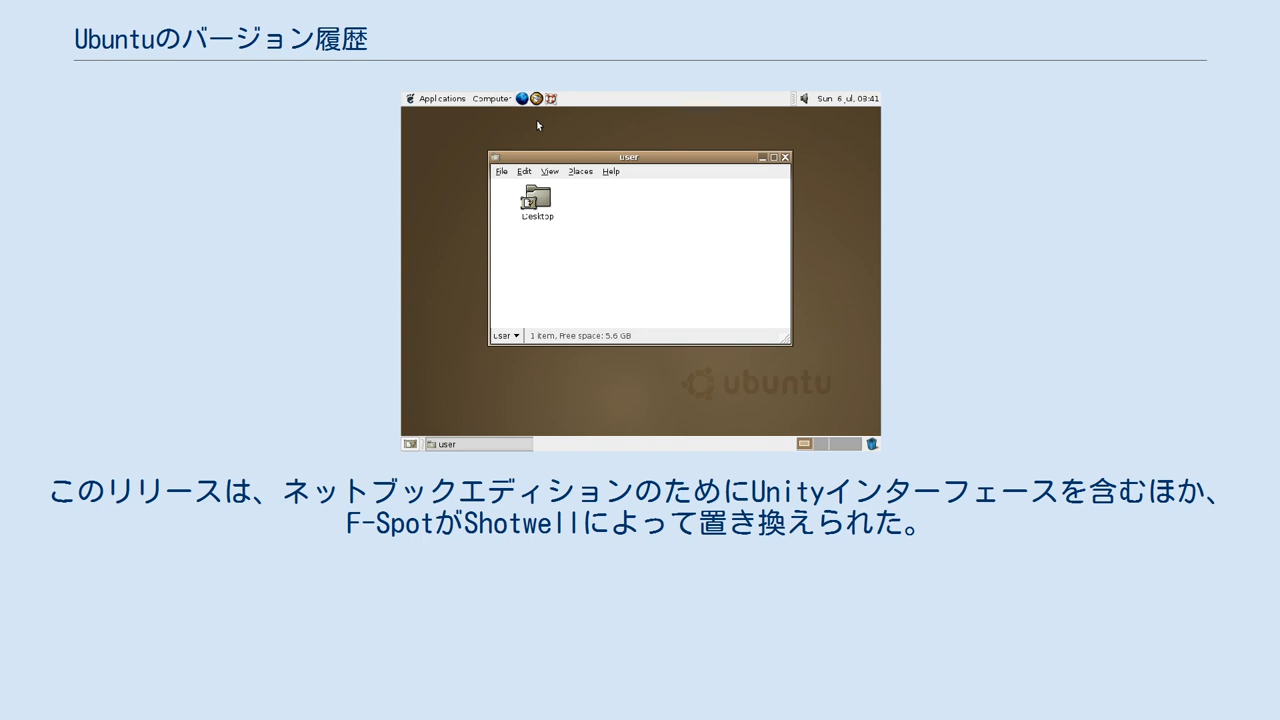 Ubuntuのバージョン履歴
Applications Computer Sun 6 Jul, 03:41
user
File Edit View Places Help
Desktop
user 1 item, Free space: 5.6 GB
ubuntu
user
このリリースは、ネットブックエディションのためにUnityインターフェースを含むほか、
F-SpotがShotwellによって置き換えられた。